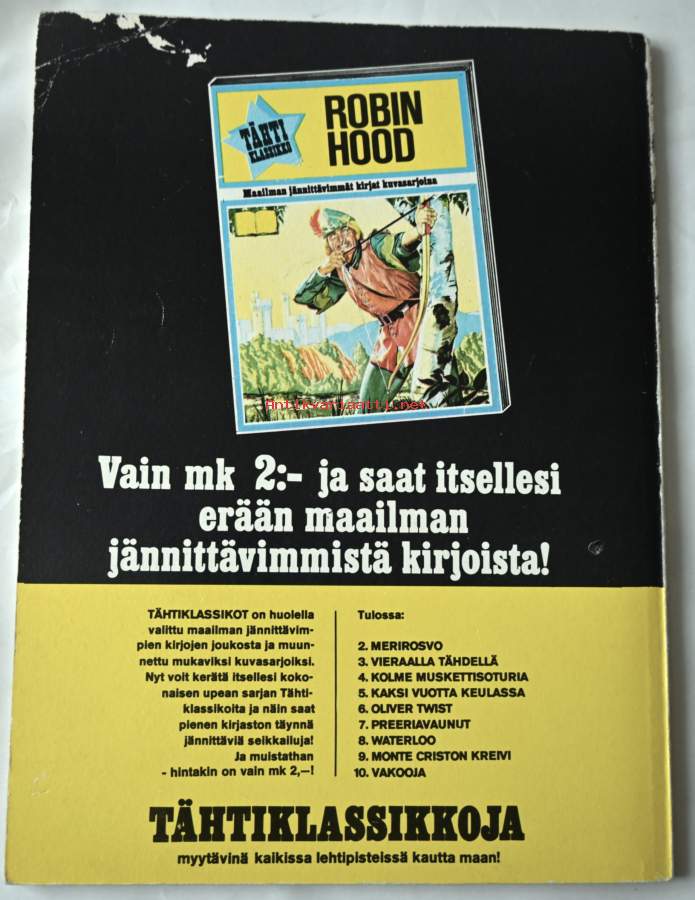 TÄHTI
KLASSIKKO
ROBIN
HOOD
Maailman jännittävimmät kirjat kuvasarjoina
Antikvariaatti.net
Vain mk 2:- ja saat itsellesi
erään maailman
jännittävimmistä kirjoista!
TÄHTIKLASSIKOT on huolella
valittu maailman jännittävim-
pien kirjojen joukosta ja muun-
nettu mukaviksi kuvasarjoiksi.
Nyt voit kerätä itsellesi koko-
naisen upean sarjan Tähti-
klassikoita ja näin saat
pienen kirjaston täynnä
jännittäviä seikkailuja!
Ja muistathan
- hintakin on vain mk 2,—!
Tulossa:
2. MERIROSVO
3. VIERAALLA TÄHDELLÄ
4. KOLME MUSKETTISOTURIA
5. KAKSI VUOTTA KEULASSA
6. OLIVER TWIST
7. PREERIAVAUNUT
8. WATERLOO
9. MONTE CRISTON KREIVI
10. VAKOOJA
TÄHTIKLASSIKKOJA
myytävinä kaikissa lehtipisteissä kautta maan!